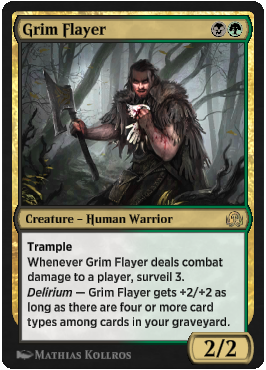 Grim Flayer
Creature – Human Warrior
Trample
Whenever Grim Flayer deals combat
damage to a player, surveil 3.
Delirium — Grim Flayer gets +2/+2 as
long as there are four or more card
types among cards in your graveyard.
Mathias Kollros
2/2